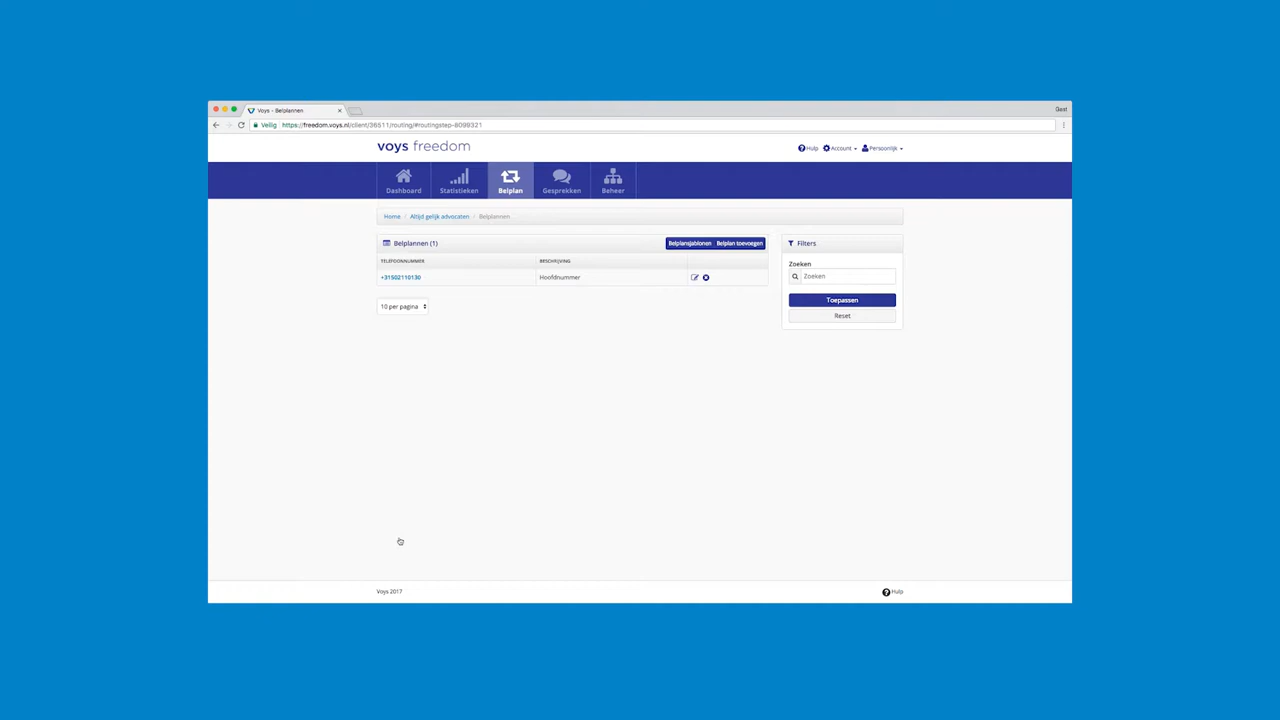 Voys - Belplannen
Gast
Veilig https://freedom.voys.nl/client/36511/routing/#routingstep-8099321
voys freedom
Hulp Account Persoonlijk
Dashboard Statistieken Belplan Gesprekken Beheer
Home / Altijd gelijk advocaten / Belplannen
Belplannen (1) Belplansjablonen Belplan toevoegen
TELEFOONNUMMER BESCHRIJVING
+31502110130 Hoofdnummer
10 per pagina
Filters
Zoeken
Zoeken
Toepassen
Reset
Voys 2017 Hulp